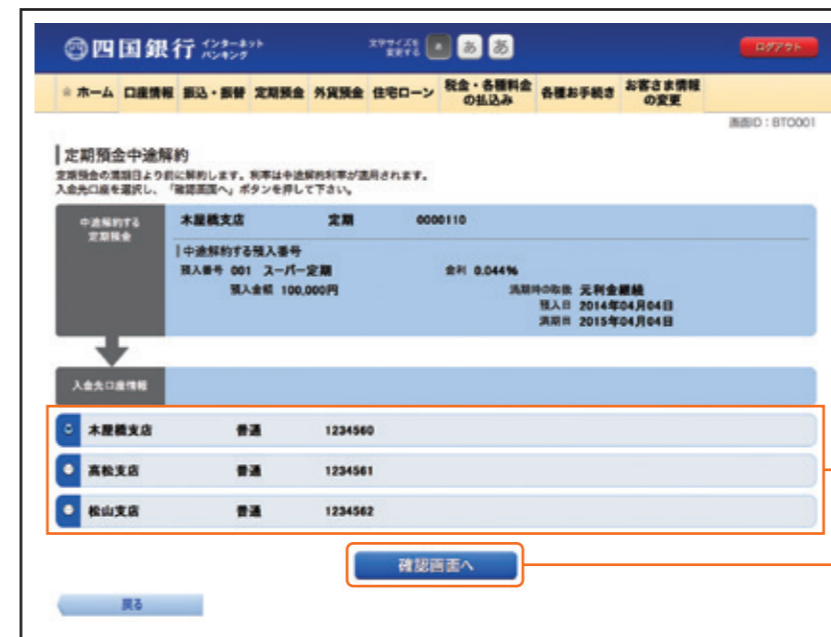 四国銀行 インターネットバンキング 文字サイズを変更する あ あ ログアウト
ホーム 口座情報 振込・振替 定期預金 外貨預金 住宅ローン 税金・各種料金の払込み 各種お手続き お客さま情報の変更
画面ID：BTO001
定期預金中途解約
定期預金の満期日より前に解約します。利率は中途解約利率が適用されます。
入金先口座を選択し、「確認画面へ」ボタンを押して下さい。
中途解約する定期預金 木屋橋支店 定期 0000110
中途解約する預入番号
預入番号 001 スーパー定期 金利 0.044%
預入金額 100,000円 満期時の取扱 元利金継続
預入日 2014年04月04日
満期日 2015年04月04日
入金先口座情報
木屋橋支店 普通 1234560
高松支店 普通 1234561
松山支店 普通 1234562
確認画面へ
戻る